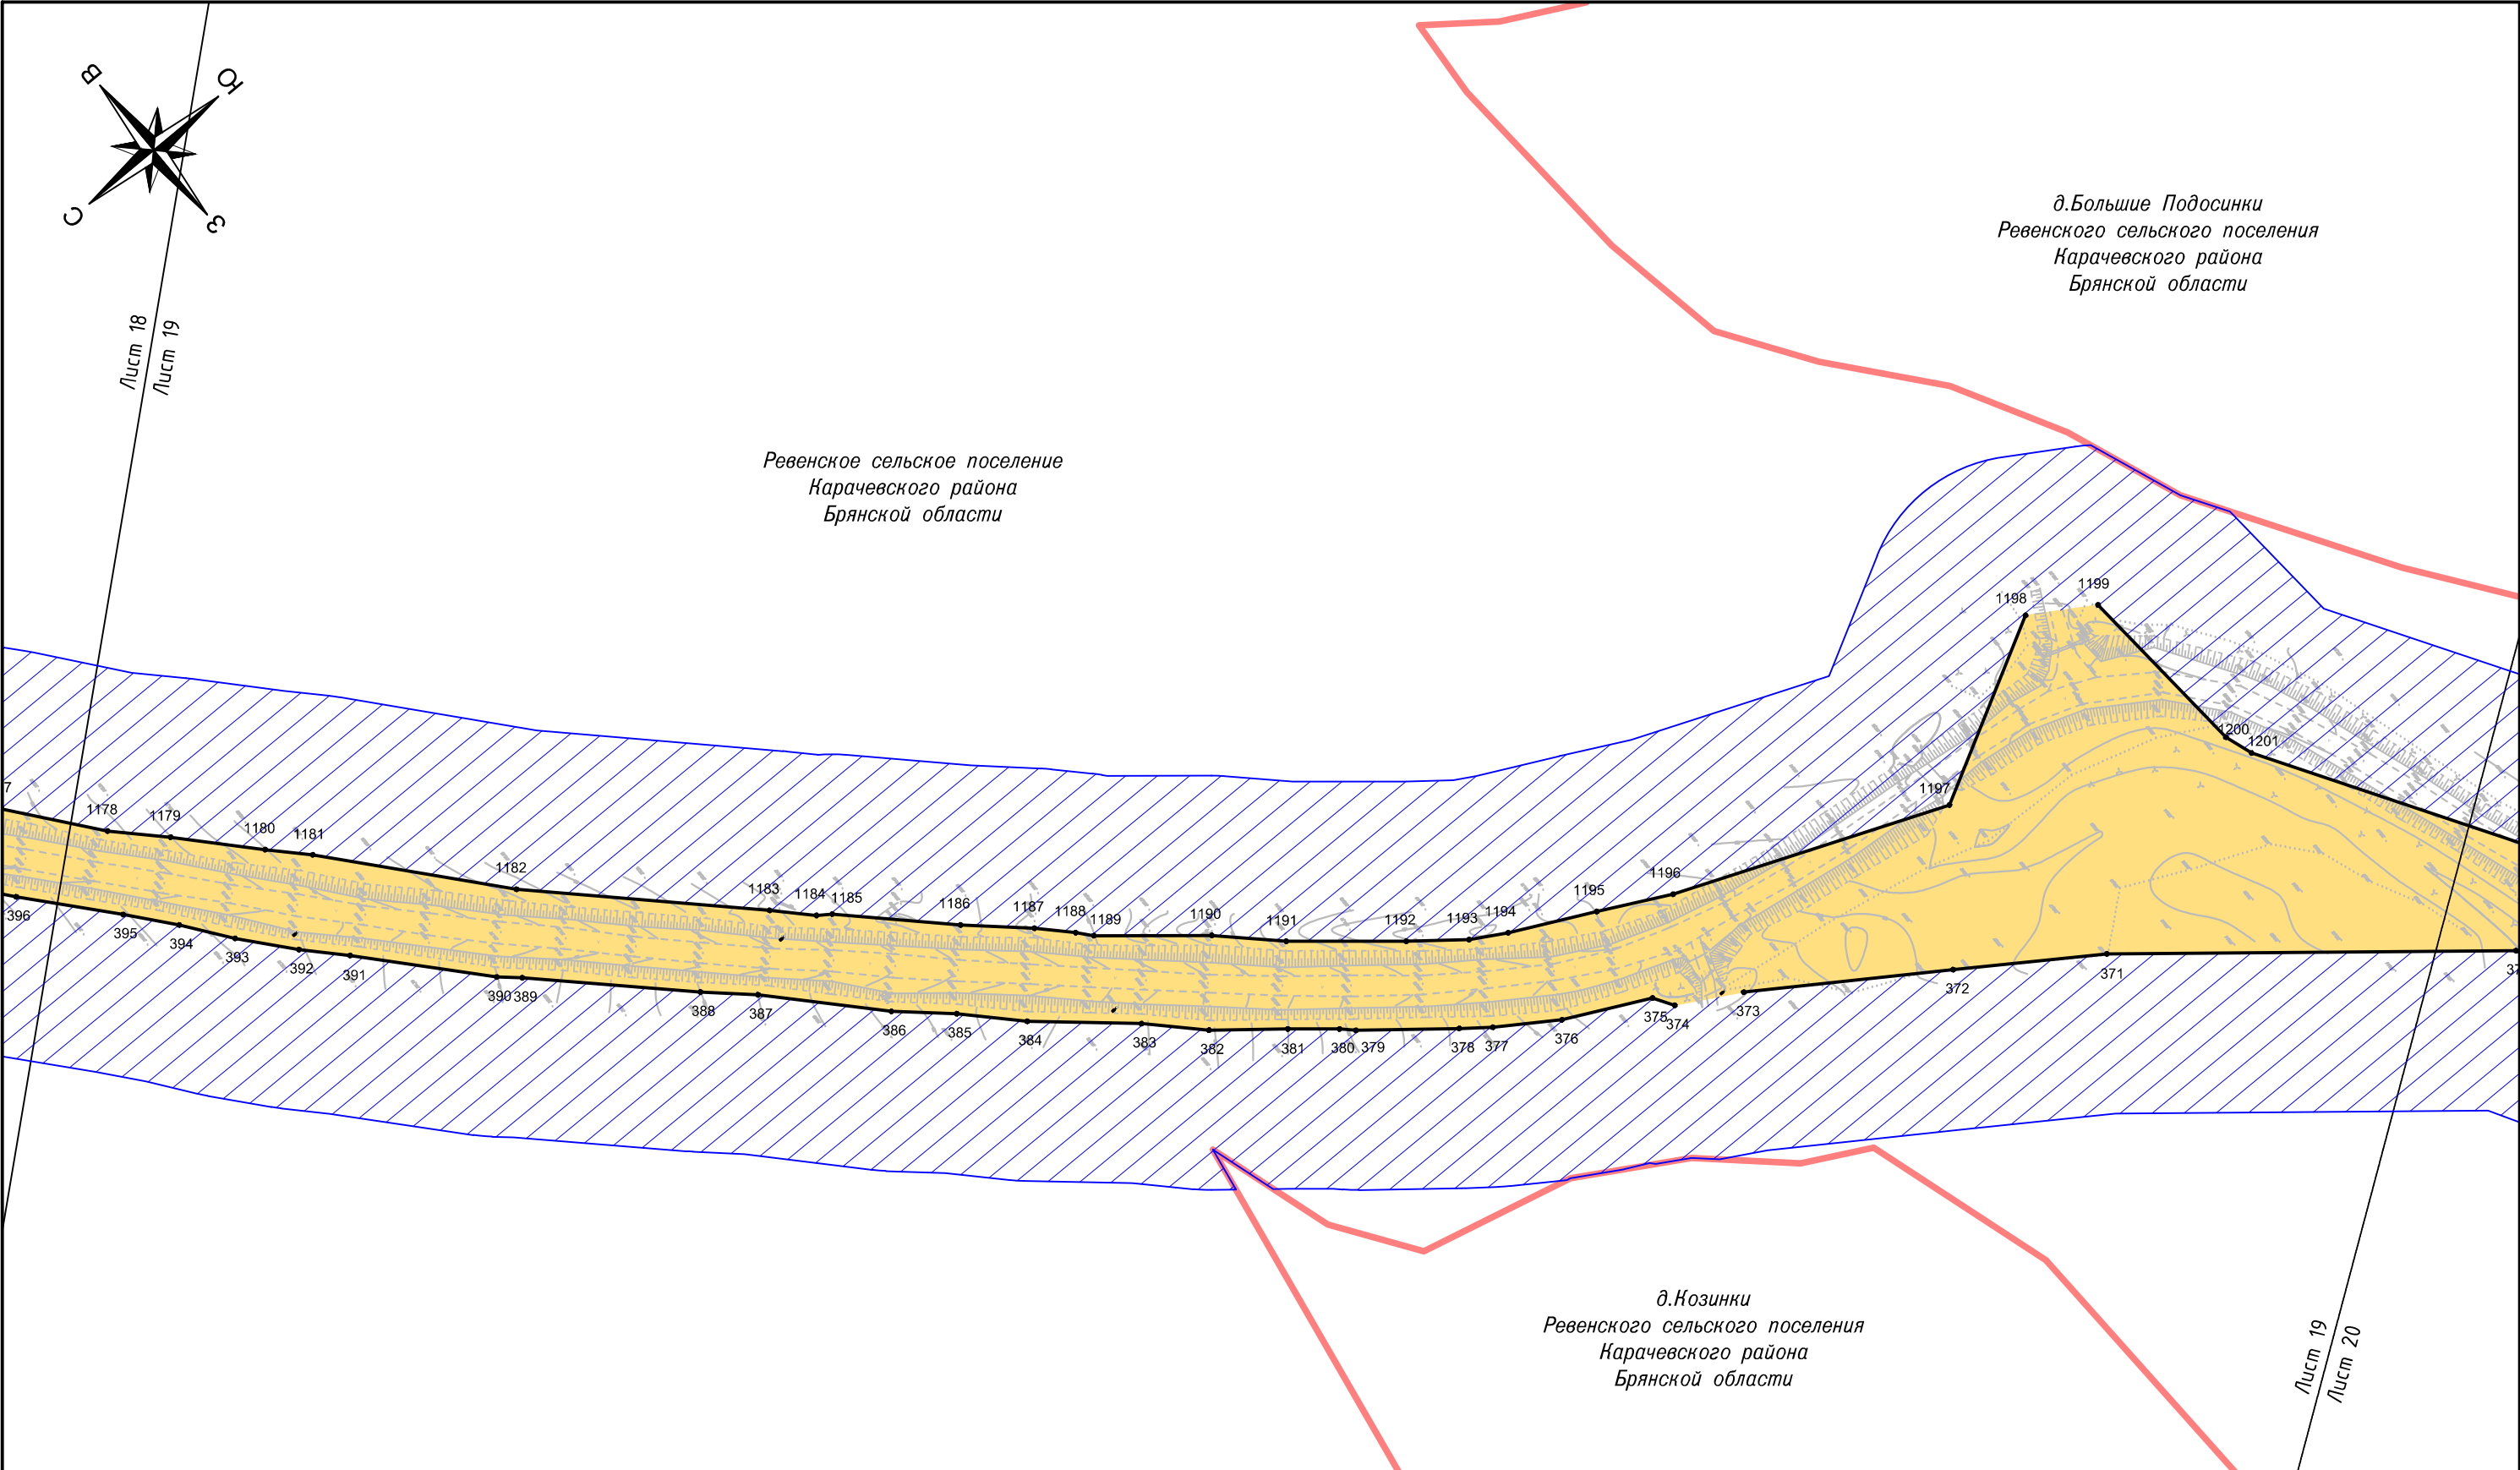 В
Ю
С
З
Лист 18
Лист 19
д.Большие Подосинки
Ревенского сельского поселения
Карачевского района
Брянской области
Ревенское сельское поселение
Карачевского района
Брянской области
1198
1199
1200
1201
1197
7
1178
1179
1180
1181
1182
1183
1184
1185
1186
1187
1188
1189
1190
1191
1192
1193
1194
1195
1196
396
395
394
393
392
391
390
389
388
387
386
385
384
383
382
381
380
379
378
377
376
375
374
373
372
371
37
д.Козинки
Ревенского сельского поселения
Карачевского района
Брянской области
Лист 19
Лист 20